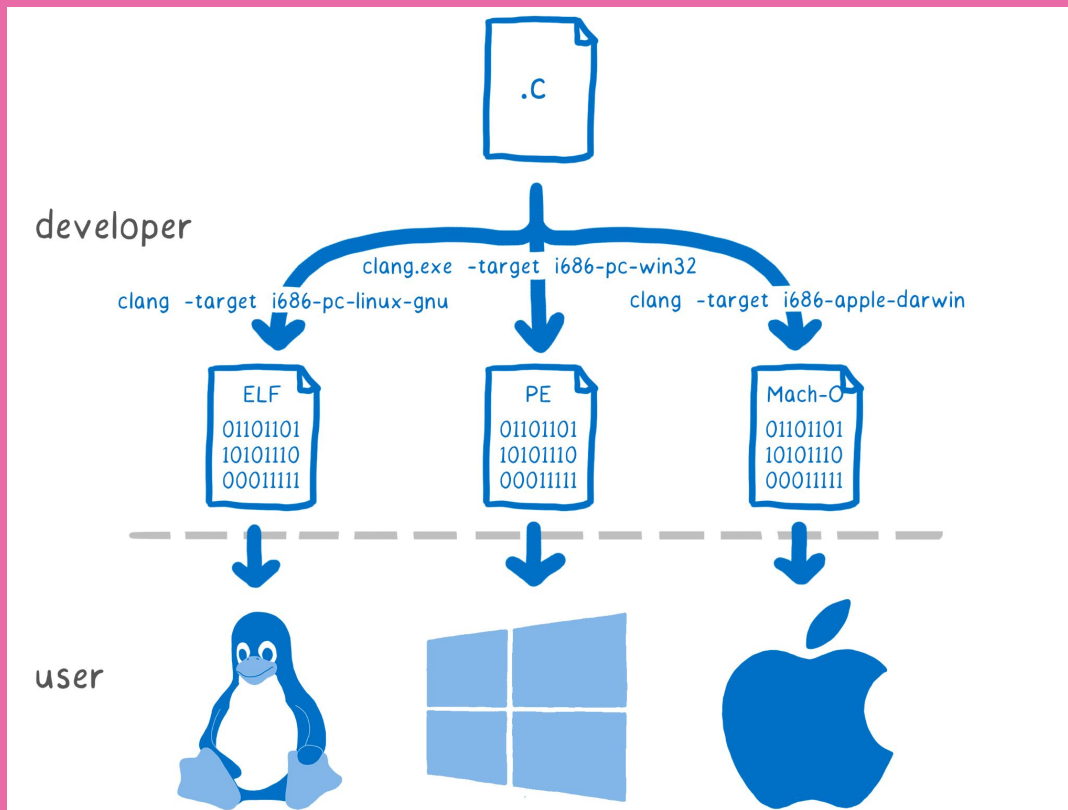 .c
developer
clang.exe -target i686-pc-win32
clang -target i686-pc-linux-gnu
clang -target i686-apple-darwin
ELF
01101101
10101110
00011111
PE
01101101
10101110
00011111
Mach-O
01101101
10101110
00011111
user